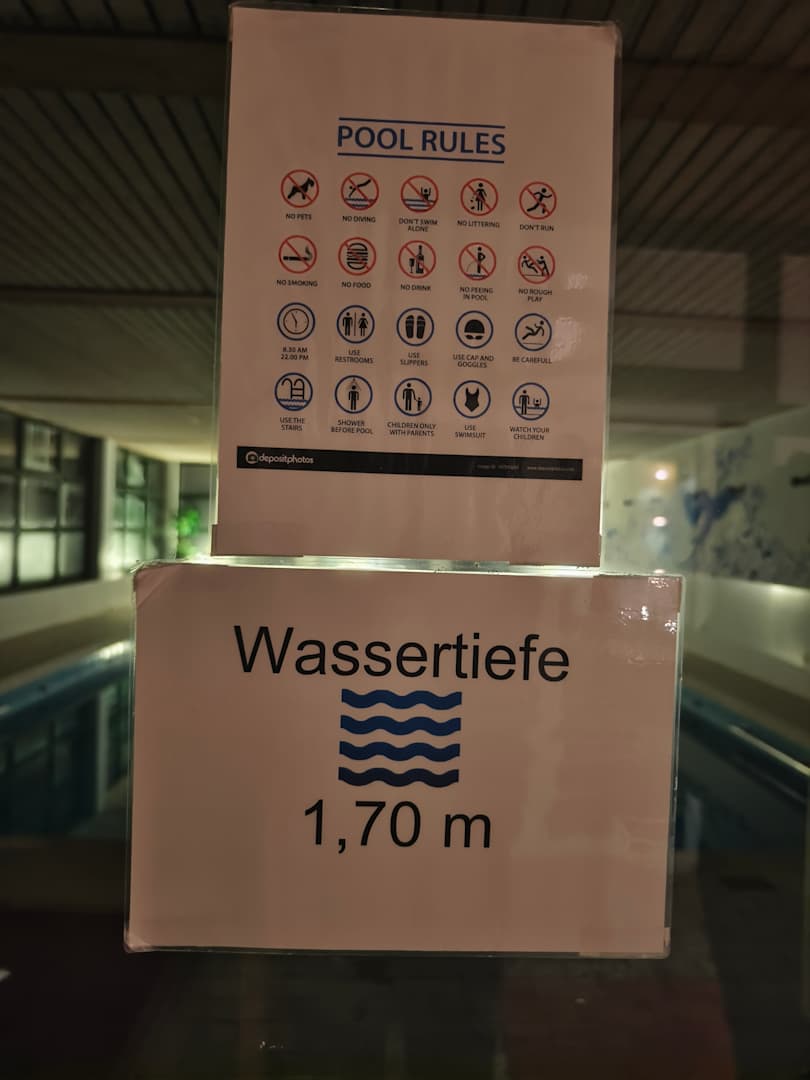 POOL RULES
NO PETS
NO DIVING
DON'T SWIM
ALONE
NO LITTERING
DON'T RUN
NO SMOKING
NO FOOD
NO DRINK
NO PEEING
IN POOL
NO ROUGH
PLAY
8.30 AM
22.00 PM
USE
RESTROOMS
USE
SLIPPERS
USE CAP AND
GOGGLES
BE CAREFULL
USE THE
STAIRS
SHOWER
BEFORE POOL
CHILDREN ONLY
WITH PARENTS
USE
SWIMSUIT
WATCH YOUR
CHILDREN
depositphotos
Wassertiefe
1,70 m